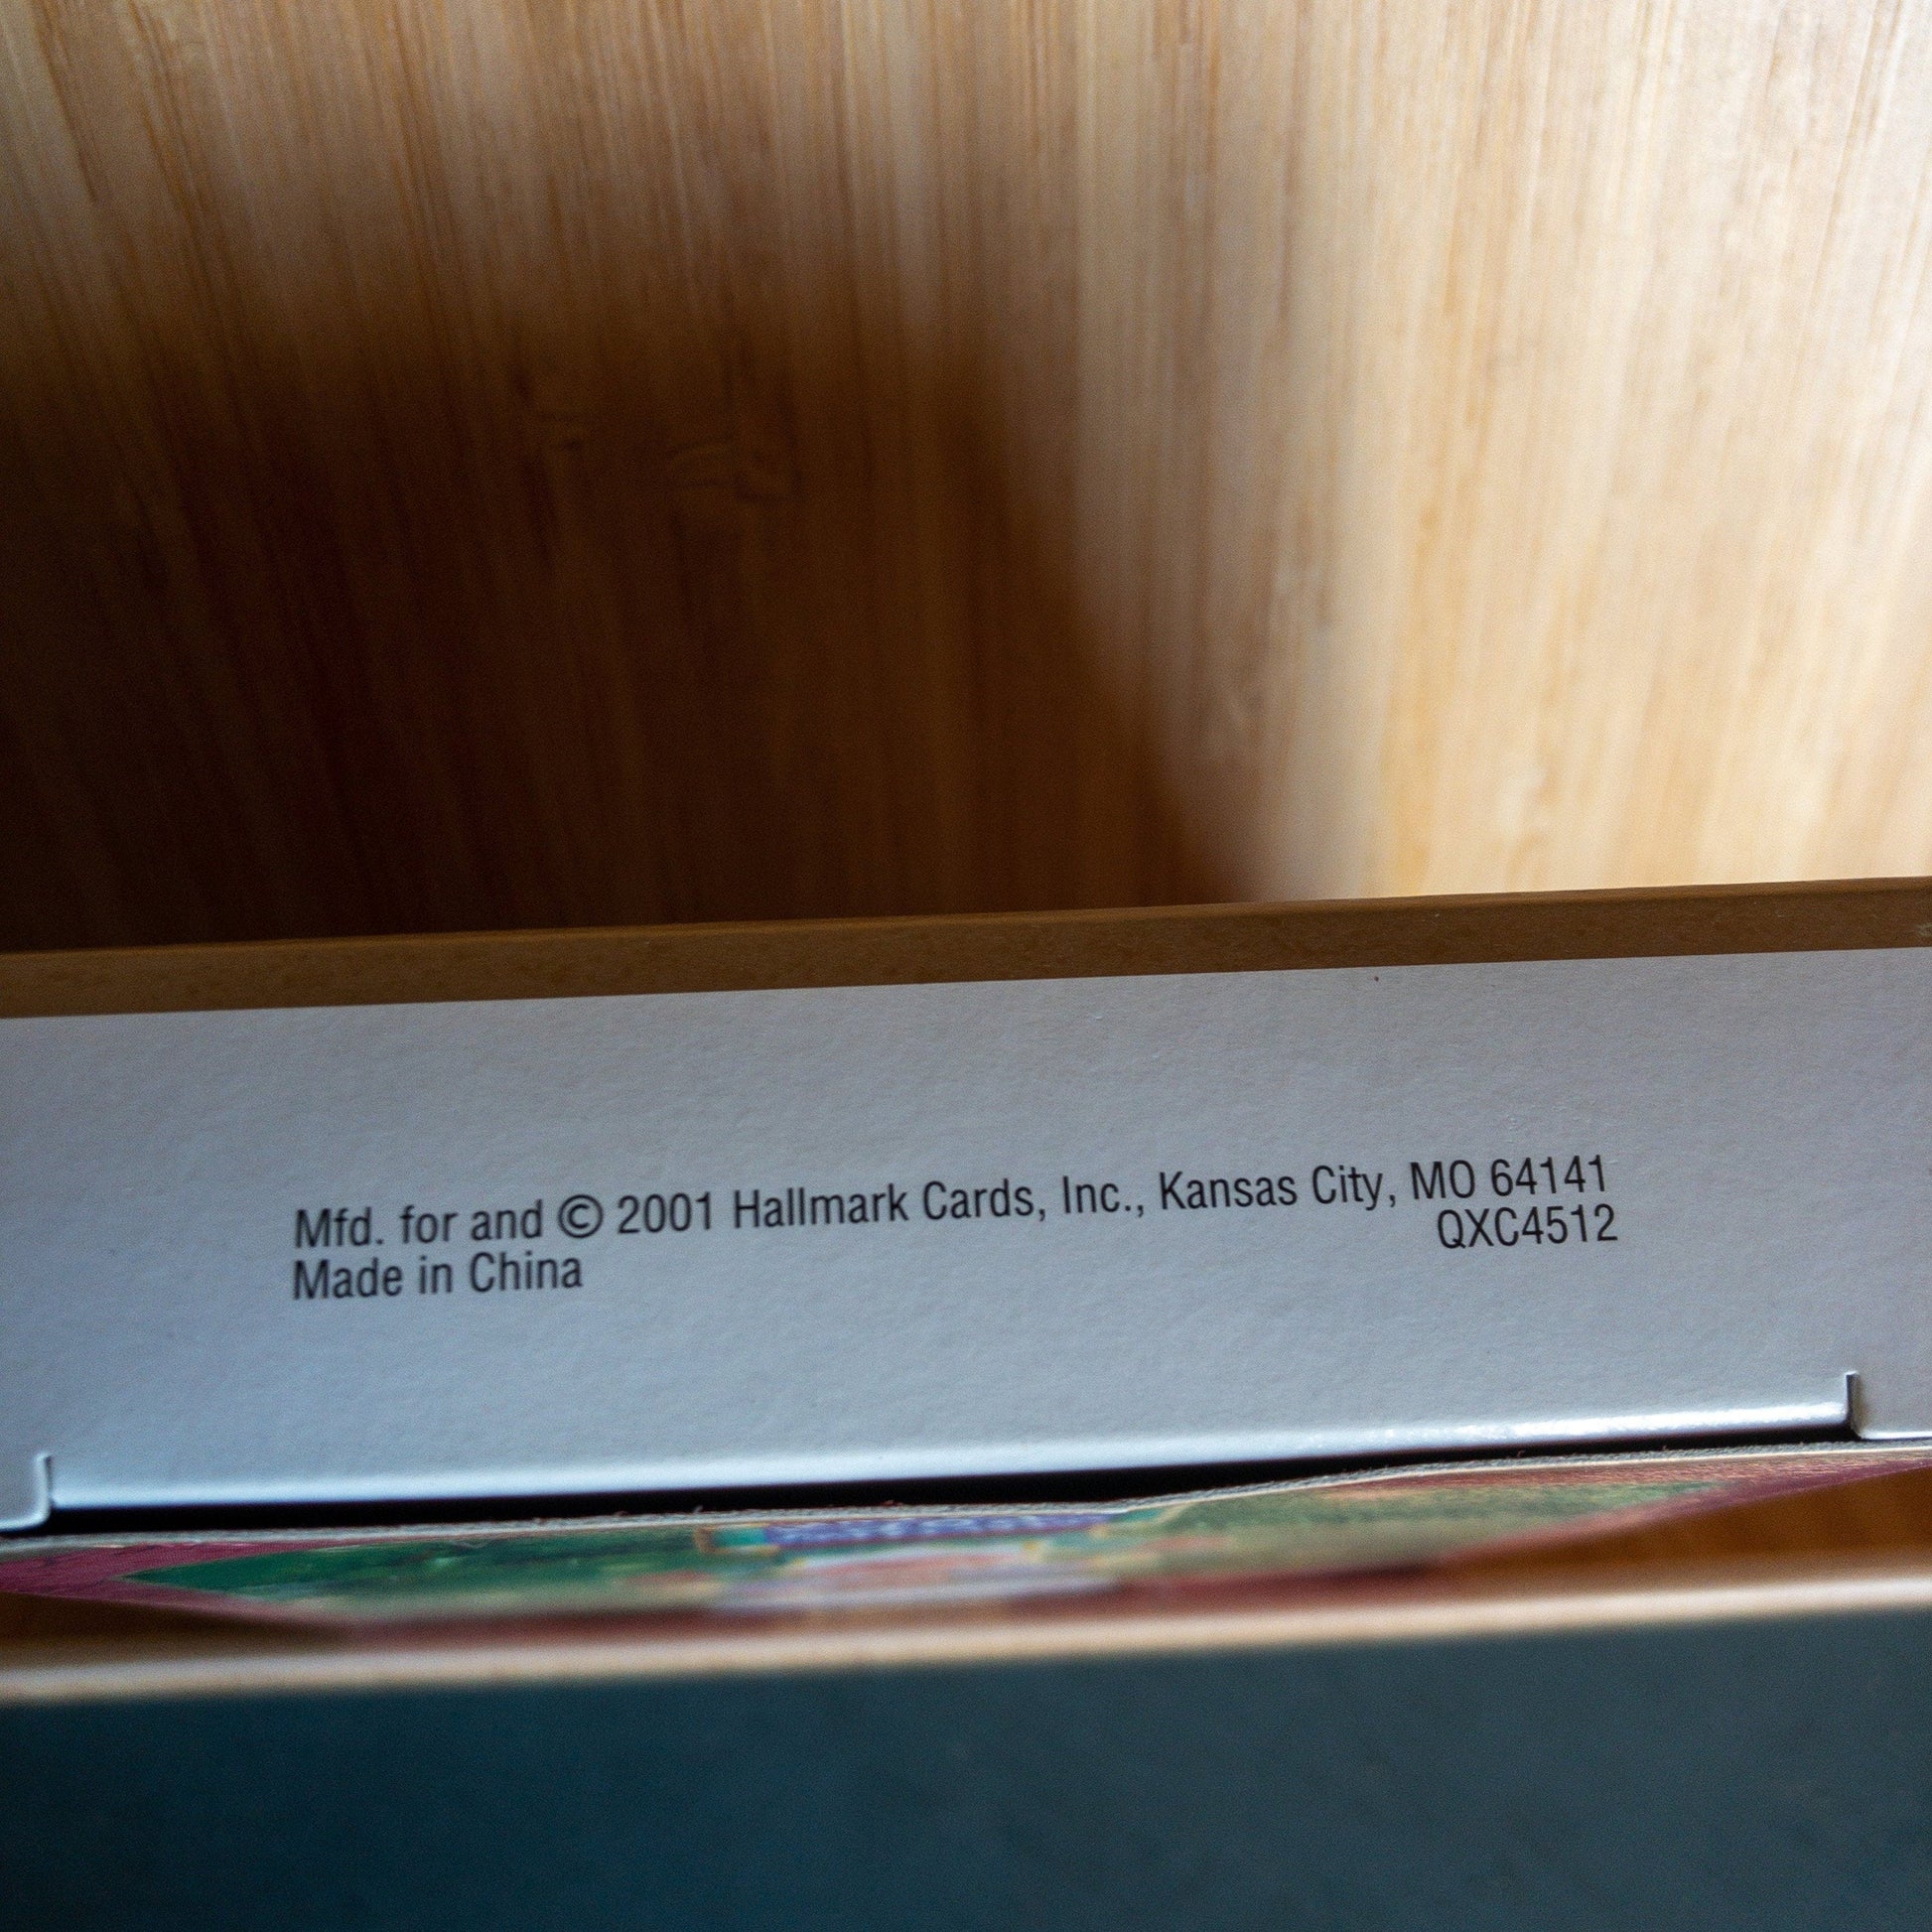 Mfd. for and © 2001 Hallmark Cards, Inc., Kansas City, MO 64141
QXC4512
Made in China